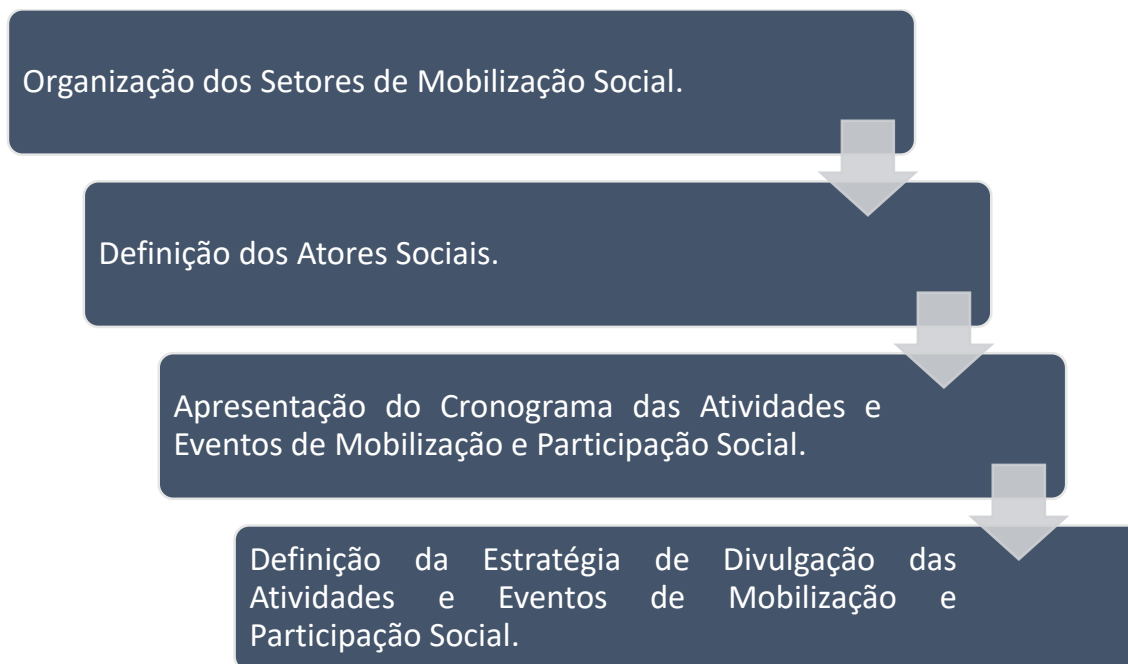 Organização dos Setores de Mobilização Social.
Definição dos Atores Sociais.
Apresentação do Cronograma das Atividades e
Eventos de Mobilização e Participação Social.
Definição da Estratégia de Divulgação das
Atividades e Eventos de Mobilização e
Participação Social.